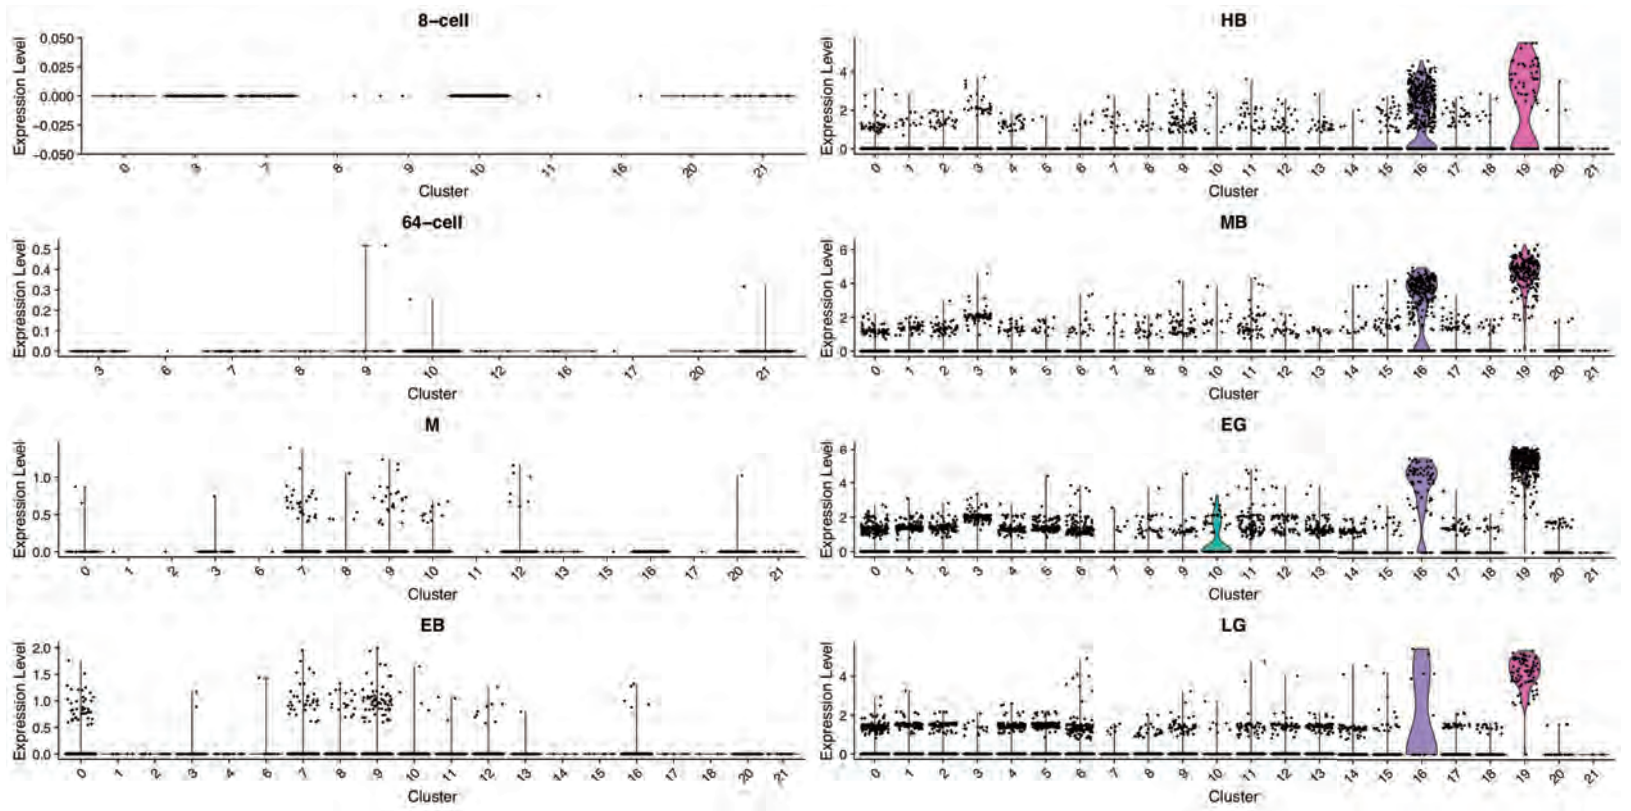 8−cell
Expression Level
0.050
0.025
0.000
−0.025
−0.050
0 3 7 8 9 10 11 16 20 21
Cluster
64−cell
Expression Level
0.5
0.4
0.3
0.2
0.1
0.0
3 6 7 8 9 10 12 16 17 20 21
Cluster
M
Expression Level
1.0
0.5
0.0
0 1 2 3 6 7 8 9 10 12 13 14 16 17 20 21
Cluster
EB
Expression Level
2.0
1.5
1.0
0.5
0.0
0 1 2 3 6 7 8 9 10 11 12 13 14 15 16 17 18 20 21
Cluster
HB
Expression Level
4
2
0
0 1 2 3 4 5 6 7 8 9 10 11 12 13 14 15 16 17 18 19 20 21
Cluster
MB
Expression Level
6
4
2
0
0 1 2 3 4 5 6 7 8 9 10 11 12 13 14 15 16 17 18 19 20 21
Cluster
EG
Expression Level
6
4
2
0
0 1 2 3 4 5 6 7 8 9 10 11 12 13 14 15 16 17 18 19 20 21
Cluster
LG
Expression Level
4
2
0
0 1 2 3 4 5 6 7 8 9 10 11 12 13 14 15 16 17 18 19 20 21
Cluster